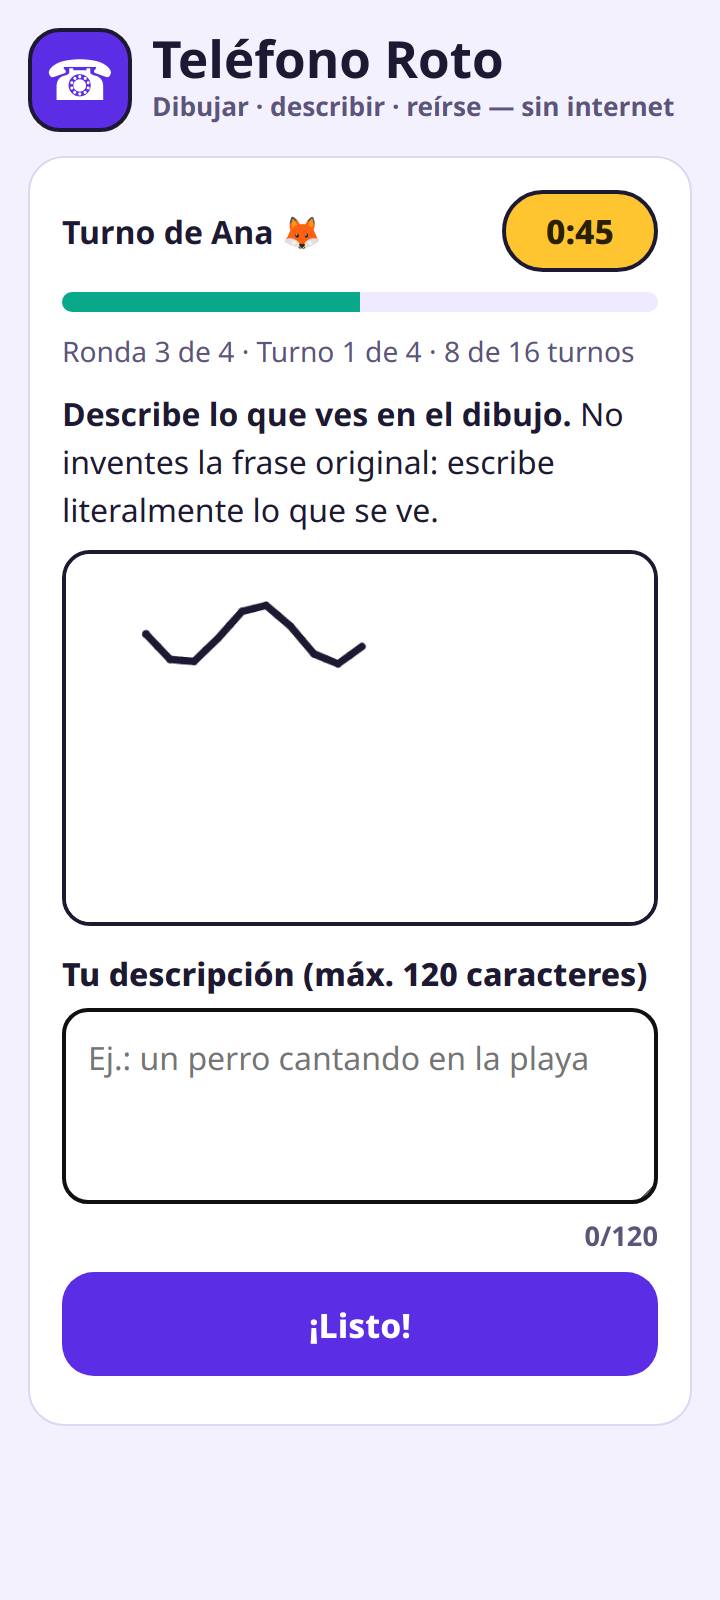 Teléfono Roto
Dibujar · describir · reírse — sin internet
Turno de Ana 🦊
0:45
Ronda 3 de 4 · Turno 1 de 4 · 8 de 16 turnos
Describe lo que ves en el dibujo. No
inventes la frase original: escribe
literalmente lo que se ve.
Tu descripción (máx. 120 caracteres)
Ej.: un perro cantando en la playa
0/120
¡Listo!